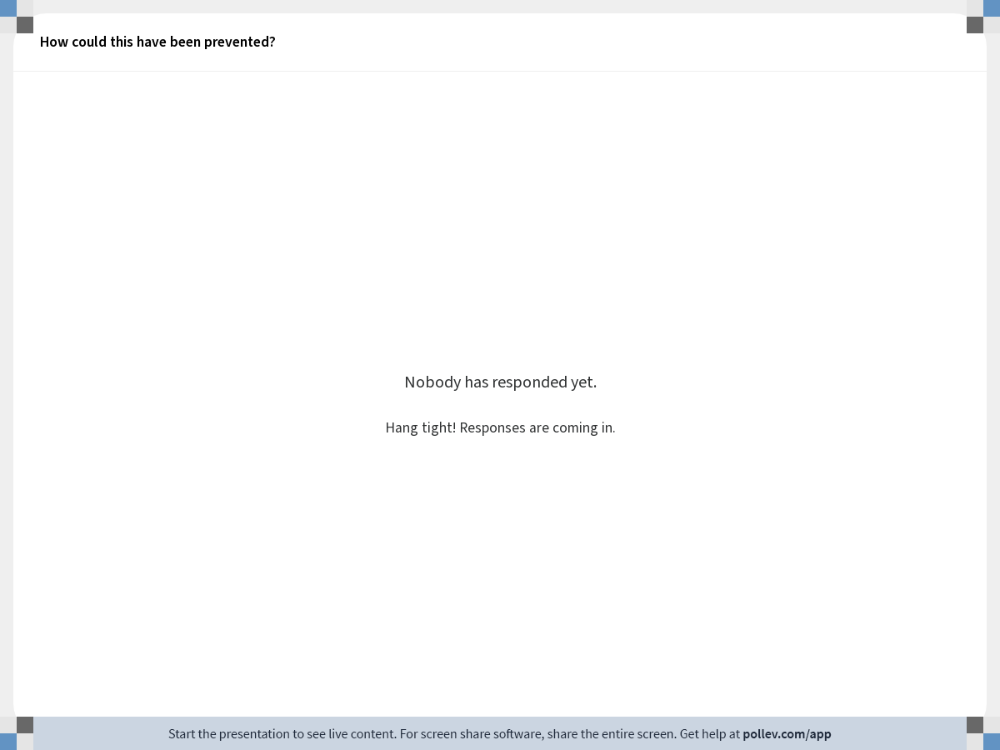 How could this have been prevented?
Nobody has responded yet.
Hang tight! Responses are coming in.
Start the presentation to see live content. For screen share software, share the entire screen. Get help at pollev.com/app